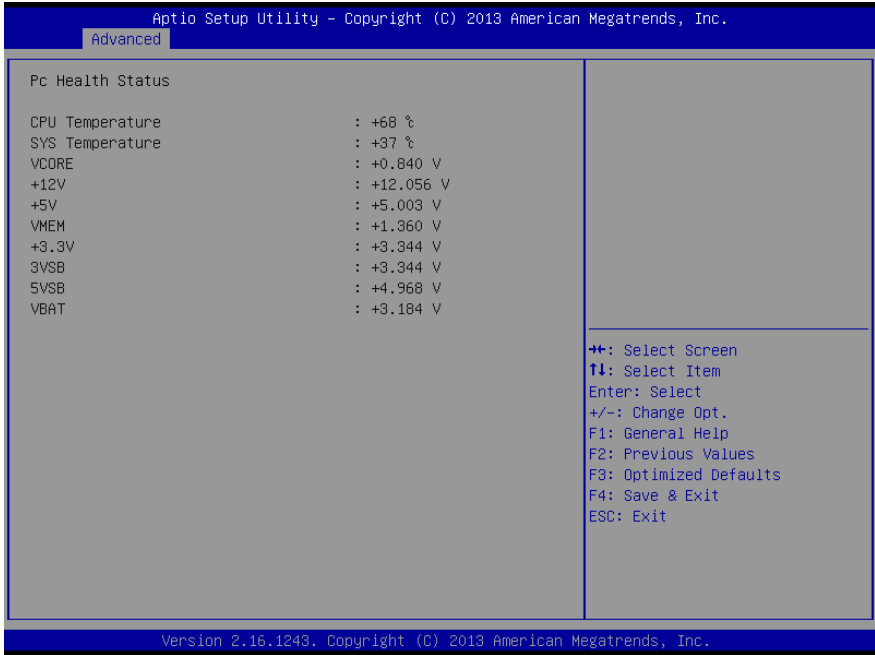 Aptio Setup Utility – Copyright (C) 2013 American Megatrends, Inc.
Advanced
Pc Health Status
CPU Temperature : +68 ℃
SYS Temperature : +37 ℃
VCORE : +0.840 V
+12V : +12.056 V
+5V : +5.003 V
VMEM : +1.360 V
+3.3V : +3.344 V
3VSB : +3.344 V
5VSB : +4.968 V
VBAT : +3.184 V
→←: Select Screen
↑↓: Select Item
Enter: Select
+/-: Change Opt.
F1: General Help
F2: Previous Values
F3: Optimized Defaults
F4: Save & Exit
ESC: Exit
Version 2.16.1243. Copyright (C) 2013 American Megatrends, Inc.